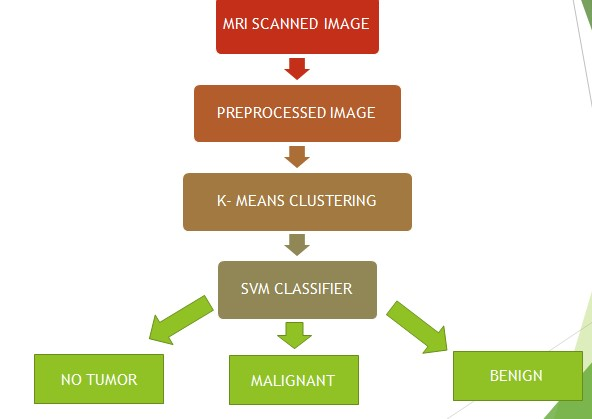 MRI SCANNED IMAGE
PREPROCESSED IMAGE
K- MEANS CLUSTERING
SVM CLASSIFIER
NO TUMOR
MALIGNANT
BENIGN